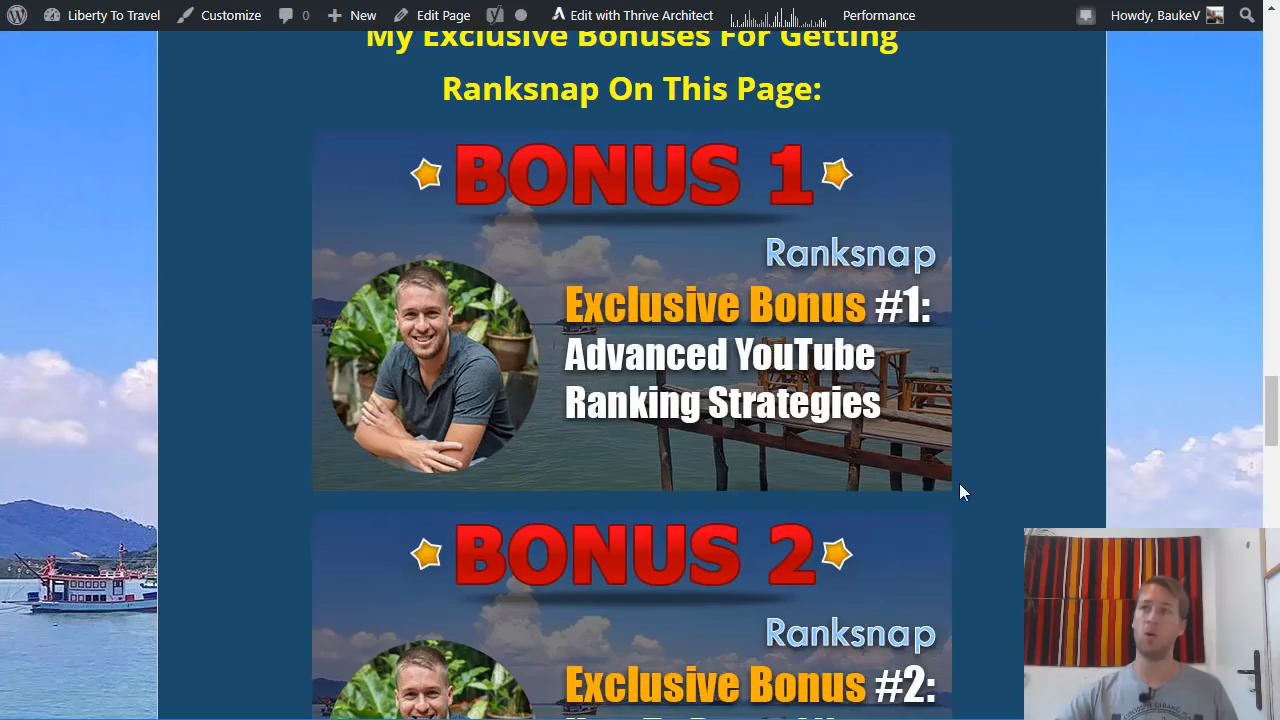 Liberty To Travel Customize 0 New Edit Page Edit with Thrive Architect Performance Howdy, BaukeV
My Exclusive Bonuses For Getting
Ranksnap On This Page:
BONUS 1
Ranksnap
Exclusive Bonus #1:
Advanced YouTube
Ranking Strategies
BONUS 2
Ranksnap
Exclusive Bonus #2: